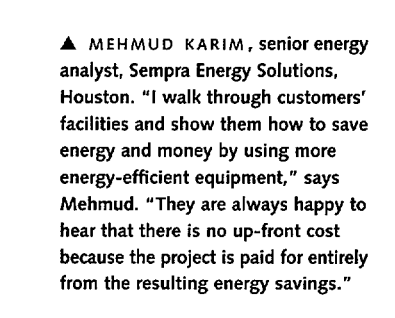 ▲ MEHMUD KARIM, senior energy
analyst, Sempra Energy Solutions,
Houston. "I walk through customers'
facilities and show them how to save
energy and money by using more
energy-efficient equipment," says
Mehmud. "They are always happy to
hear that there is no up-front cost
because the project is paid for entirely
from the resulting energy savings."